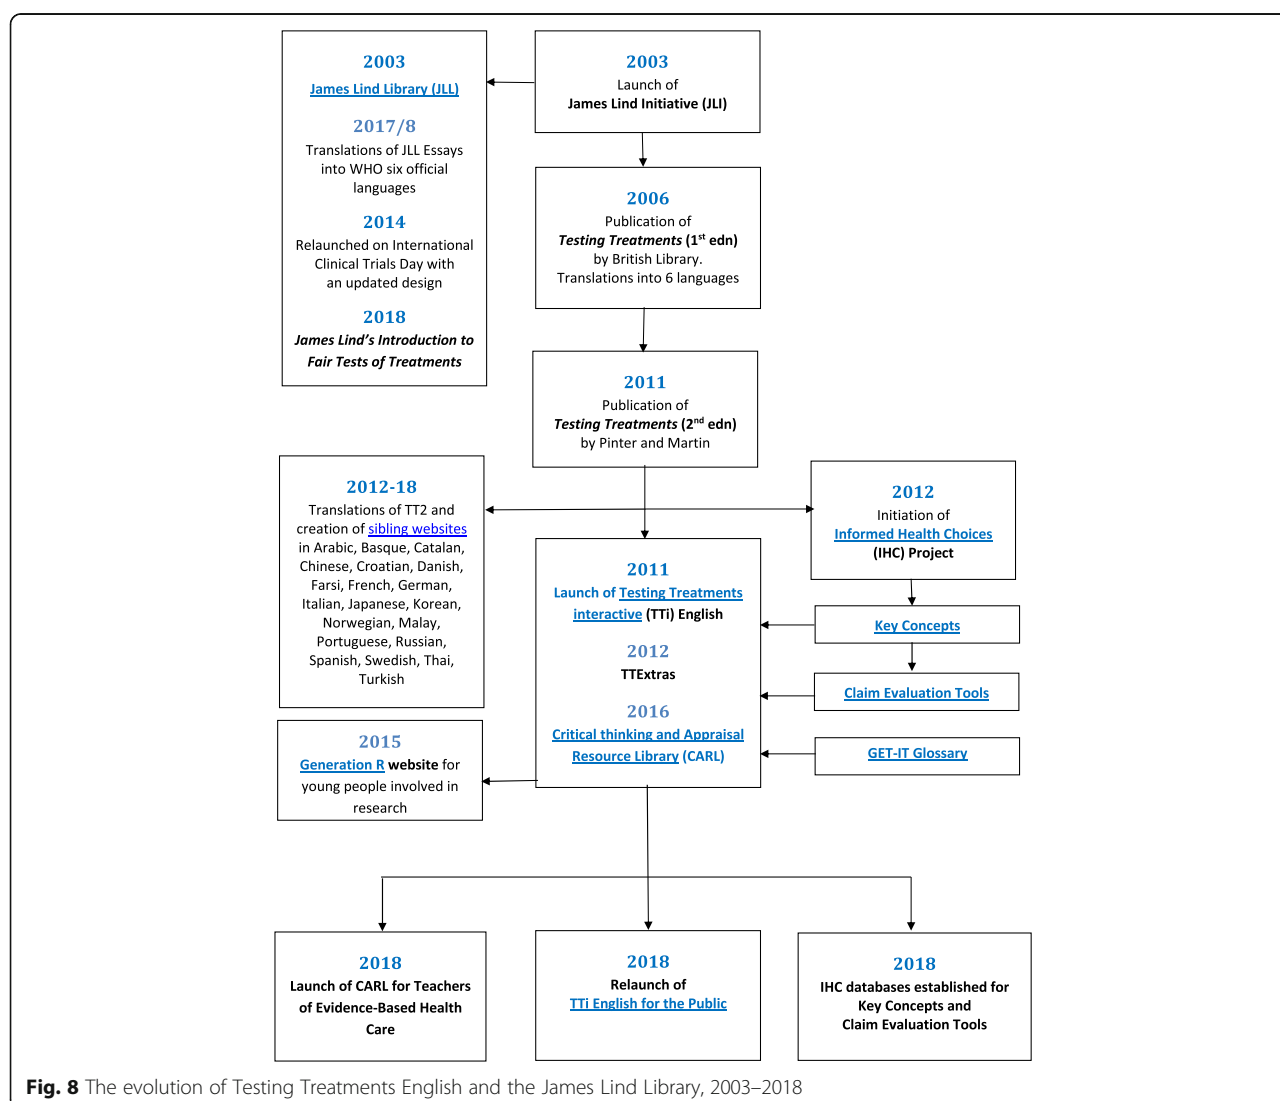 2003
James Lind Library (JLL)
2017/8
Translations of JLL Essays
into WHO six official
languages
2014
Relaunched on International
Clinical Trials Day with
an updated design
2018
James Lind’s Introduction to
Fair Tests of Treatments
2003
Launch of
James Lind Initiative (JLI)
2006
Publication of
Testing Treatments (1st edn)
by British Library.
Translations into 6 languages
2011
Publication of
Testing Treatments (2nd edn)
by Pinter and Martin
2012-18
Translations of TT2 and
creation of sibling websites
in Arabic, Basque, Catalan,
Chinese, Croatian, Danish,
Farsi, French, German,
Italian, Japanese, Korean,
Norwegian, Malay,
Portuguese, Russian,
Spanish, Swedish, Thai,
Turkish
2012
Initiation of
Informed Health Choices
(IHC) Project
2011
Launch of Testing Treatments
interactive (TTi) English
2012
TTExtras
2016
Critical thinking and Appraisal
Resource Library (CARL)
Key Concepts
Claim Evaluation Tools
GET-IT Glossary
2015
Generation R website for
young people involved in
research
2018
Launch of CARL for Teachers
of Evidence-Based Health
Care
2018
Relaunch of
TTi English for the Public
2018
IHC databases established for
Key Concepts and
Claim Evaluation Tools
Fig. 8 The evolution of Testing Treatments English and the James Lind Library, 2003–2018